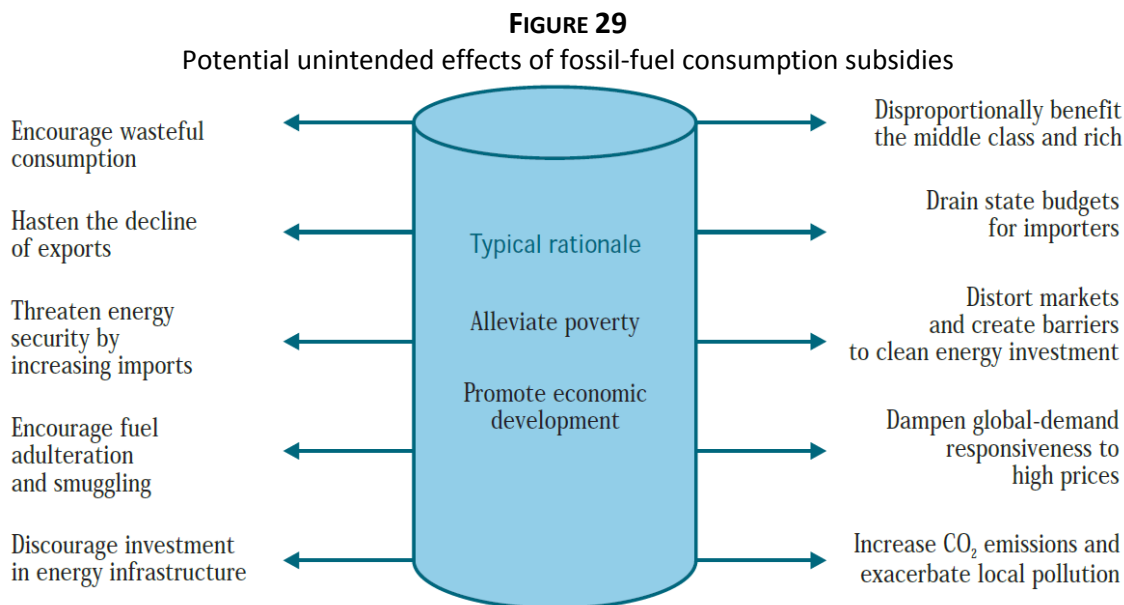 FIGURE 29
Potential unintended effects of fossil-fuel consumption subsidies
Encourage wasteful
consumption
Hasten the decline
of exports
Threaten energy
security by
increasing imports
Encourage fuel
adulteration
and smuggling
Discourage investment
in energy infrastructure
Typical rationale
Alleviate poverty
Promote economic
development
Disproportionally benefit
the middle class and rich
Drain state budgets
for importers
Distort markets
and create barriers
to clean energy investment
Dampen global-demand
responsiveness to
high prices
Increase CO₂ emissions and
exacerbate local pollution